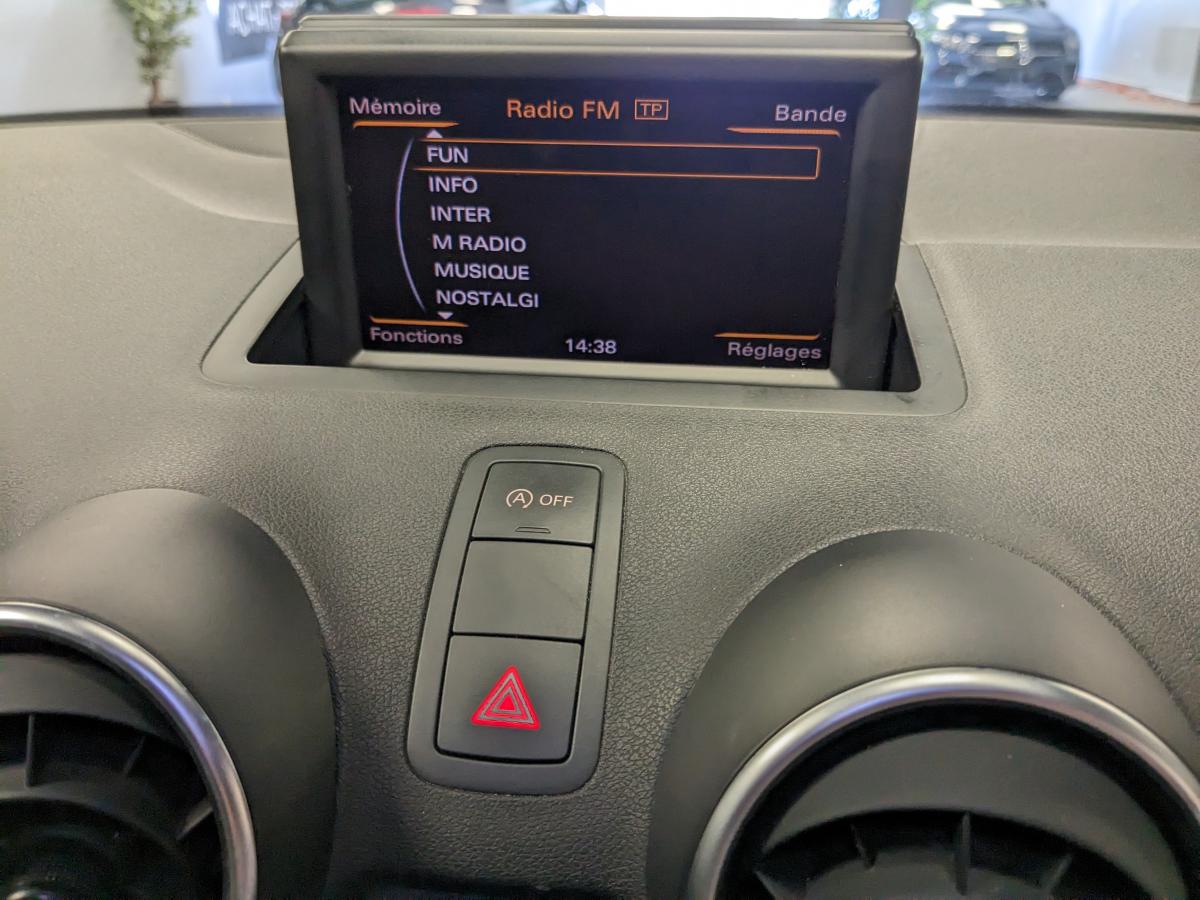 Mémoire
Radio FM TP
Bande
FUN
INFO
INTER
M RADIO
MUSIQUE
NOSTALGI
Fonctions
14:38
Réglages
A OFF